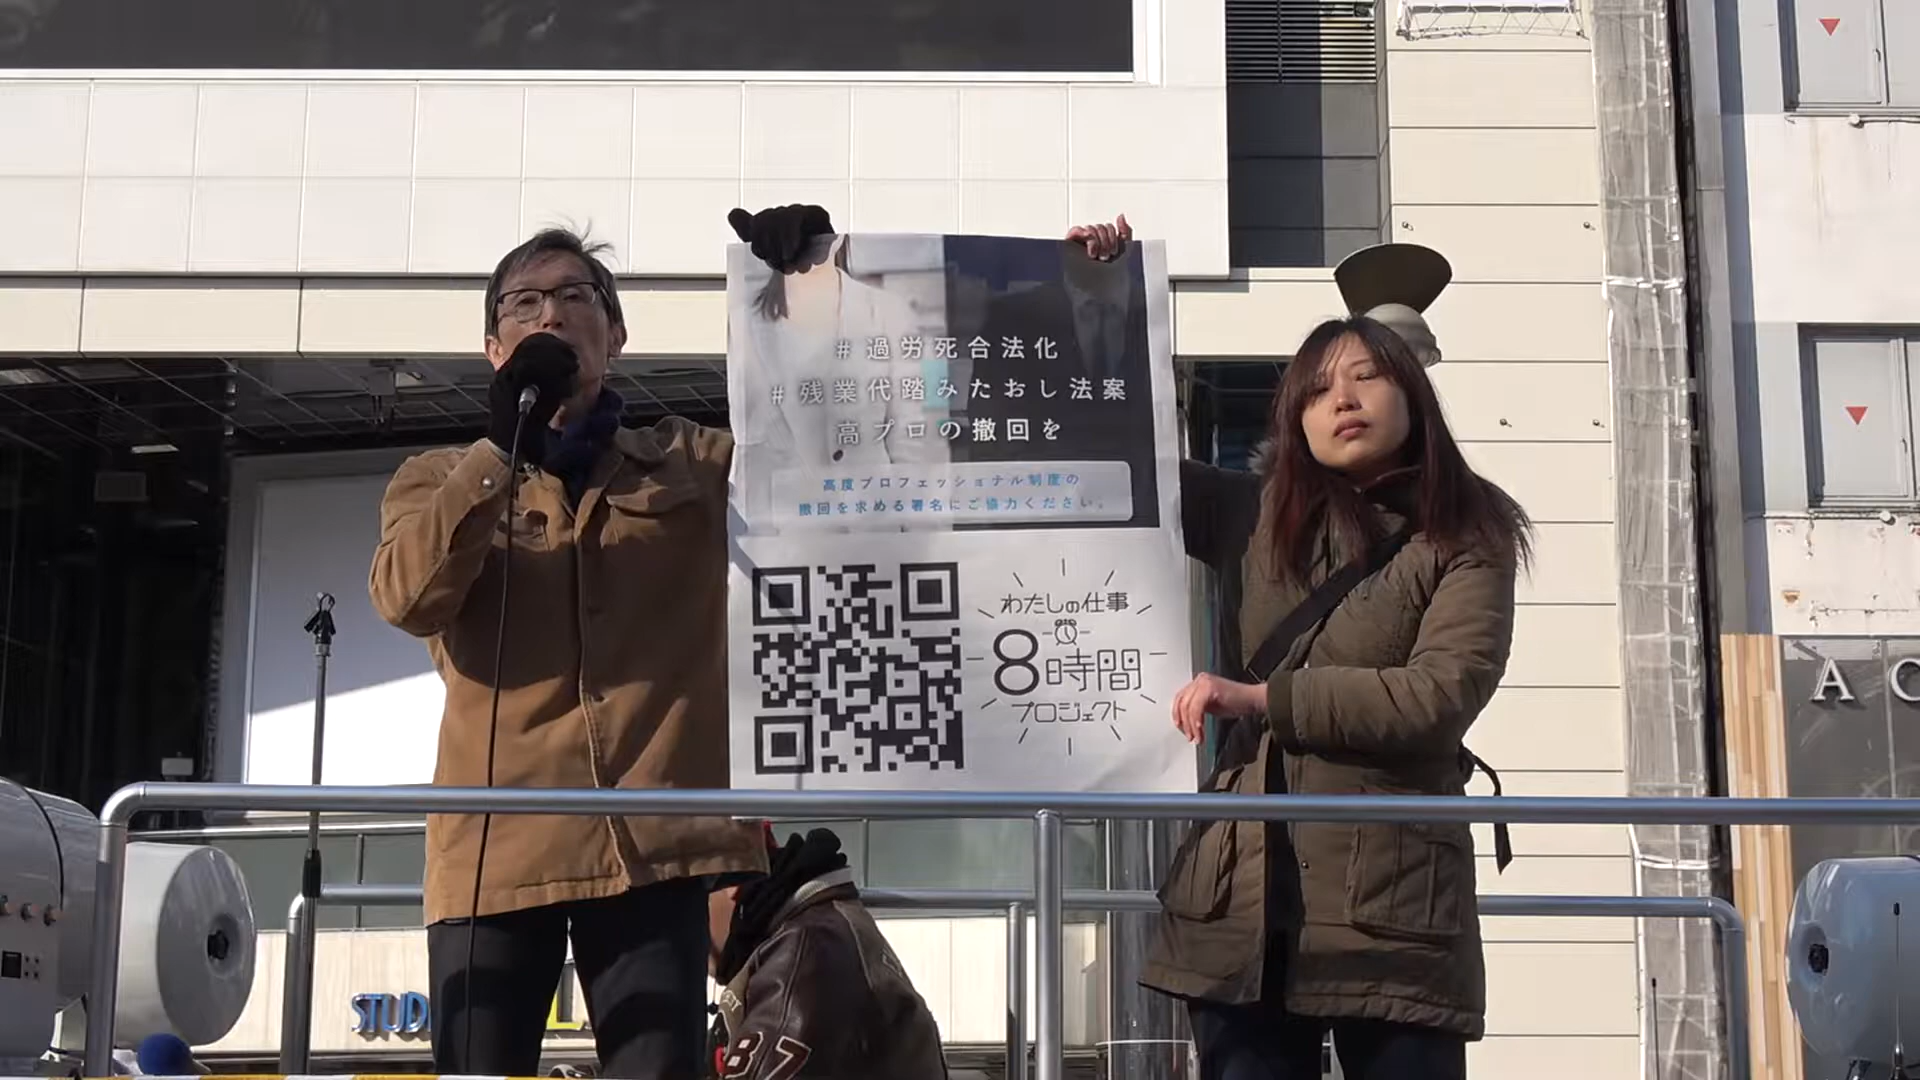 #過労死合法化
#残業代踏みたおし法案
高プロの撤回を
高度プロフェッショナル制度の
撤回を求める署名にご協力ください。
わたしの仕事
8時間
プロジェクト
AC
STUD
87